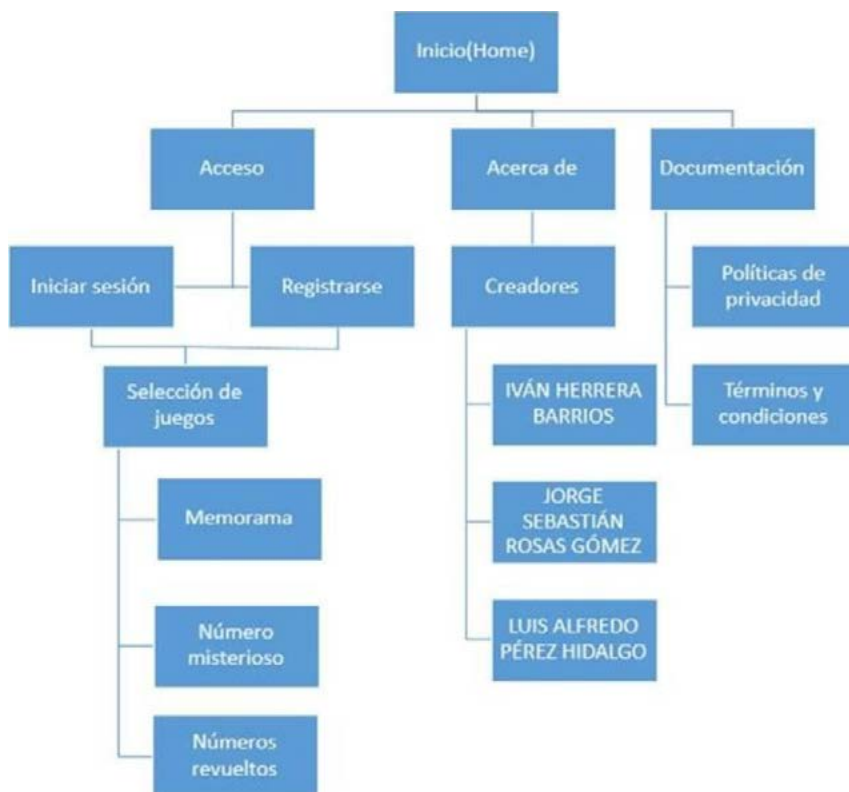 Inicio(Home)
Acceso
Acerca de
Documentación
Iniciar sesión
Registrarse
Creadores
Políticas de
privacidad
Selección de
juegos
IVÁN HERRERA
BARRIOS
Términos y
condiciones
Memorama
JORGE
SEBASTIÁN
ROSAS GÓMEZ
Número
misterioso
LUIS ALFREDO
PÉREZ HIDALGO
Números
revueltos